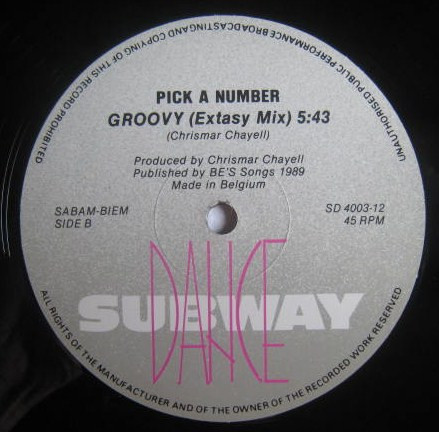 UNAUTHORISED PUBLIC PERFORMANCE BROADCASTING AND COPYING OF THIS RECORD PROHIBITED
PICK A NUMBER
GROOVY (Extasy Mix) 5:43
(Chrismar Chayell)
Produced by Chrismar Chayell
Published by BE'S Songs 1989
Made in Belgium
SABAM-BIEM
SIDE B
SD 4003-12
45 RPM
SUBWAY
DANCE
ALL RIGHTS OF THE MANUFACTURER AND OF THE OWNER OF THE RECORDED WORK RESERVED